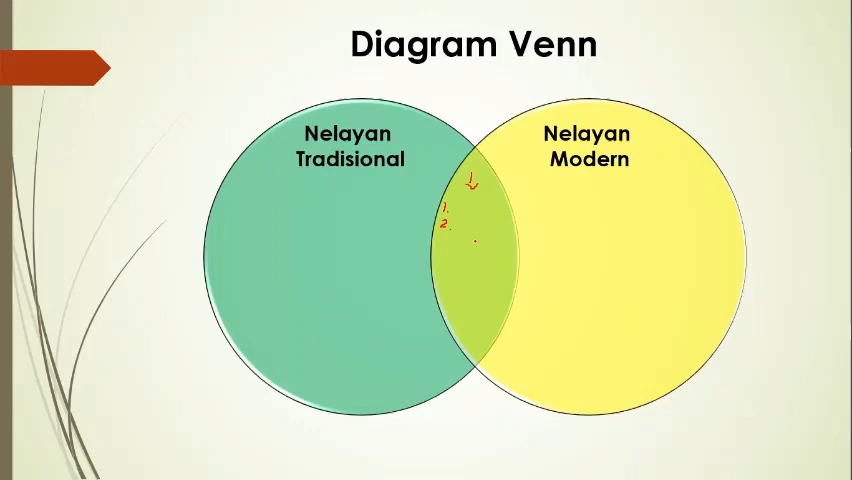 Diagram Venn
Nelayan
Tradisional
Nelayan
Modern
1.
2.